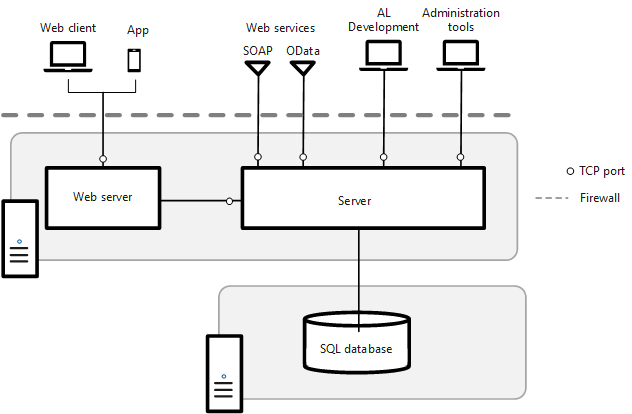 Web client
App
Web services
SOAP
OData
AL
Development
Administration
tools
Web server
Server
TCP port
Firewall
SQL database